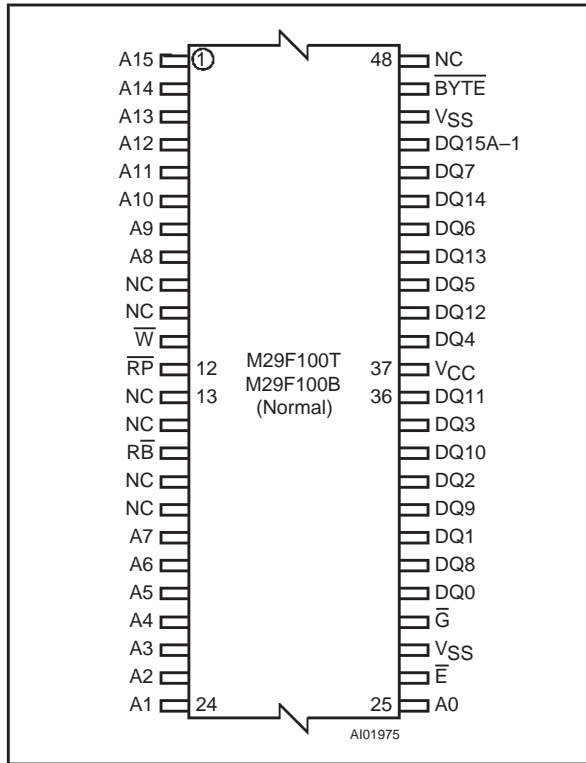 A15 1 48 NC
A14 B̅Y̅T̅E̅
A13 VSS
A12 DQ15A–1
A11 DQ7
A10 DQ14
A9 DQ6
A8 DQ13
NC DQ5
NC DQ12
W̅ DQ4
R̅P̅ 12 M29F100T 37 VCC
NC 13 M29F100B 36 DQ11
(Normal)
NC DQ3
RB̅ DQ10
NC DQ2
NC DQ9
A7 DQ1
A6 DQ8
A5 DQ0
A4 G̅
A3 VSS
A2 E̅
A1 24 25 A0
AI01975